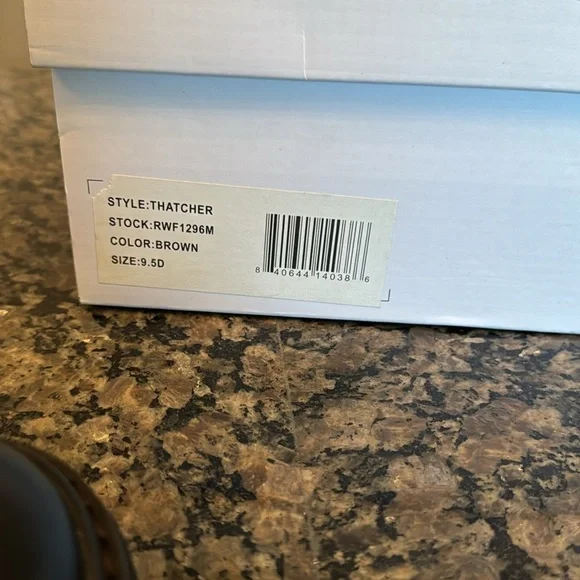 STYLE:THATCHER
STOCK:RWF1296M
COLOR:BROWN
SIZE:9.5D
8 40644 14038 6